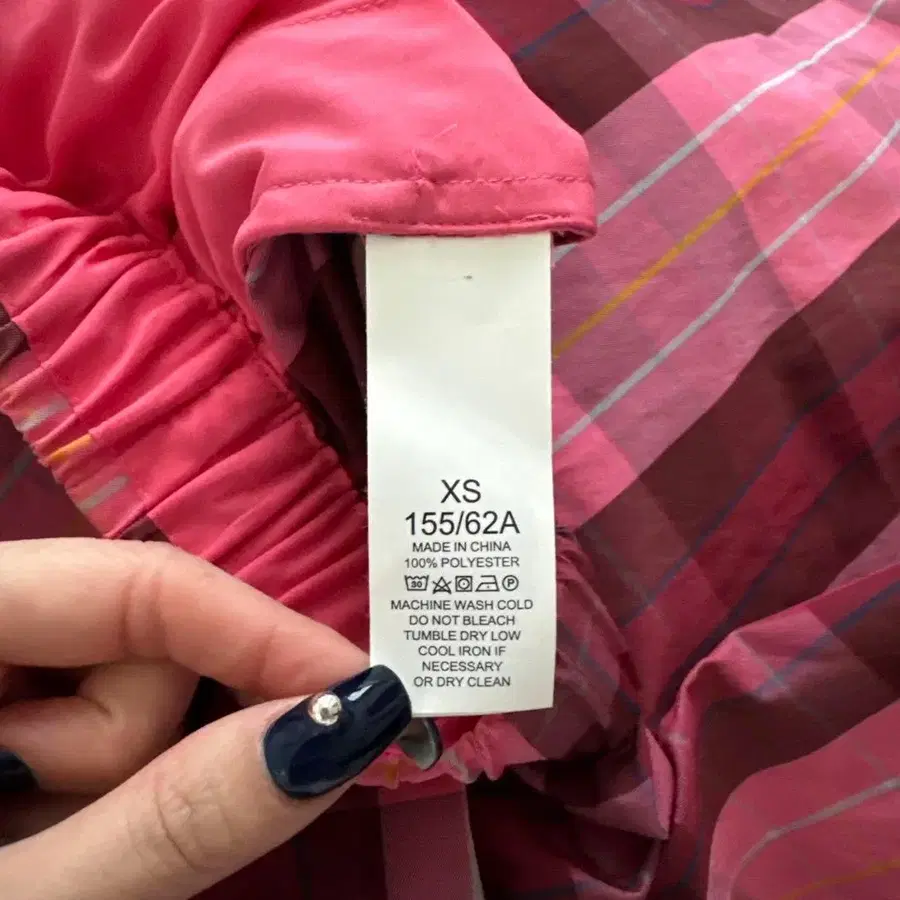 XS
155/62A
MADE IN CHINA
100% POLYESTER
30 P
MACHINE WASH COLD
DO NOT BLEACH
TUMBLE DRY LOW
COOL IRON IF
NECESSARY
OR DRY CLEAN